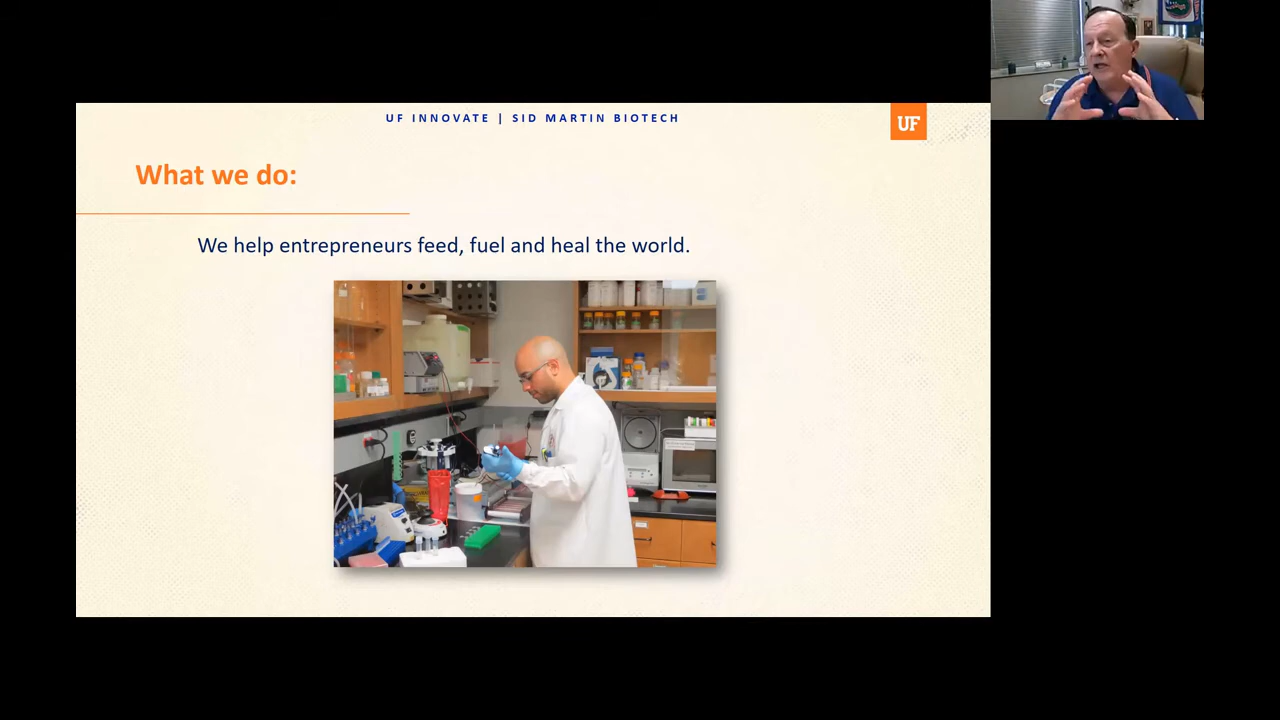 UF INNOVATE | SID MARTIN BIOTECH
UF
What we do:
We help entrepreneurs feed, fuel and heal the world.